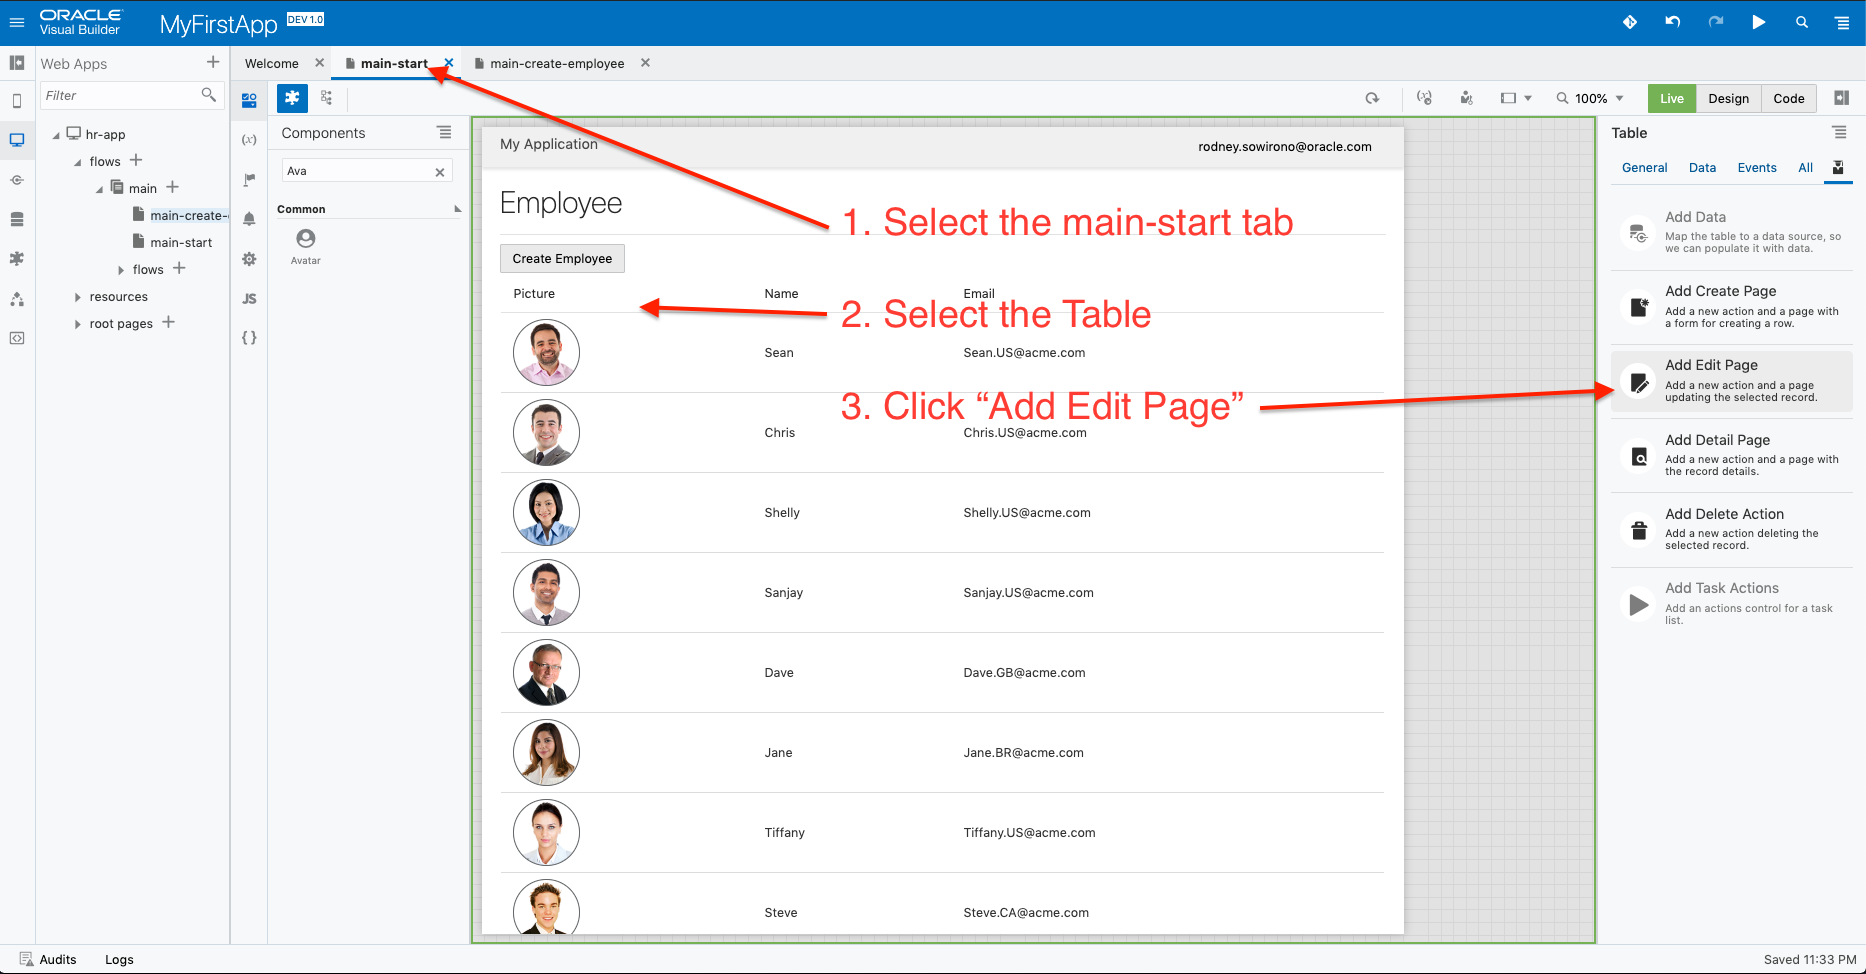 ORACLE
Visual Builder
MyFirstApp
DEV 1.0
Web Apps
Welcome
main-start
main-create-employee
Filter
100%
Live
Design
Code
hr-app
flows
main
main-create-
main-start
flows
resources
root pages
(x)
JS
{ }
Components
Ava
Common
Avatar
My Application
rodney.sowirono@oracle.com
Employee
1. Select the main-start tab
Create Employee
Picture
Name
Email
2. Select the Table
Sean
Sean.US@acme.com
3. Click “Add Edit Page”
Chris
Chris.US@acme.com
Shelly
Shelly.US@acme.com
Sanjay
Sanjay.US@acme.com
Dave
Dave.GB@acme.com
Jane
Jane.BR@acme.com
Tiffany
Tiffany.US@acme.com
Steve
Steve.CA@acme.com
Table
General
Data
Events
All
Add Data
Map the table to a data source, so
we can populate it with data.
Add Create Page
Add a new action and a page with
a form for creating a row.
Add Edit Page
Add a new action and a page
updating the selected record.
Add Detail Page
Add a new action and a page with
the record details.
Add Delete Action
Add a new action deleting the
selected record.
Add Task Actions
Add an actions control for a task
list.
Audits
Logs
Saved 11:33 PM